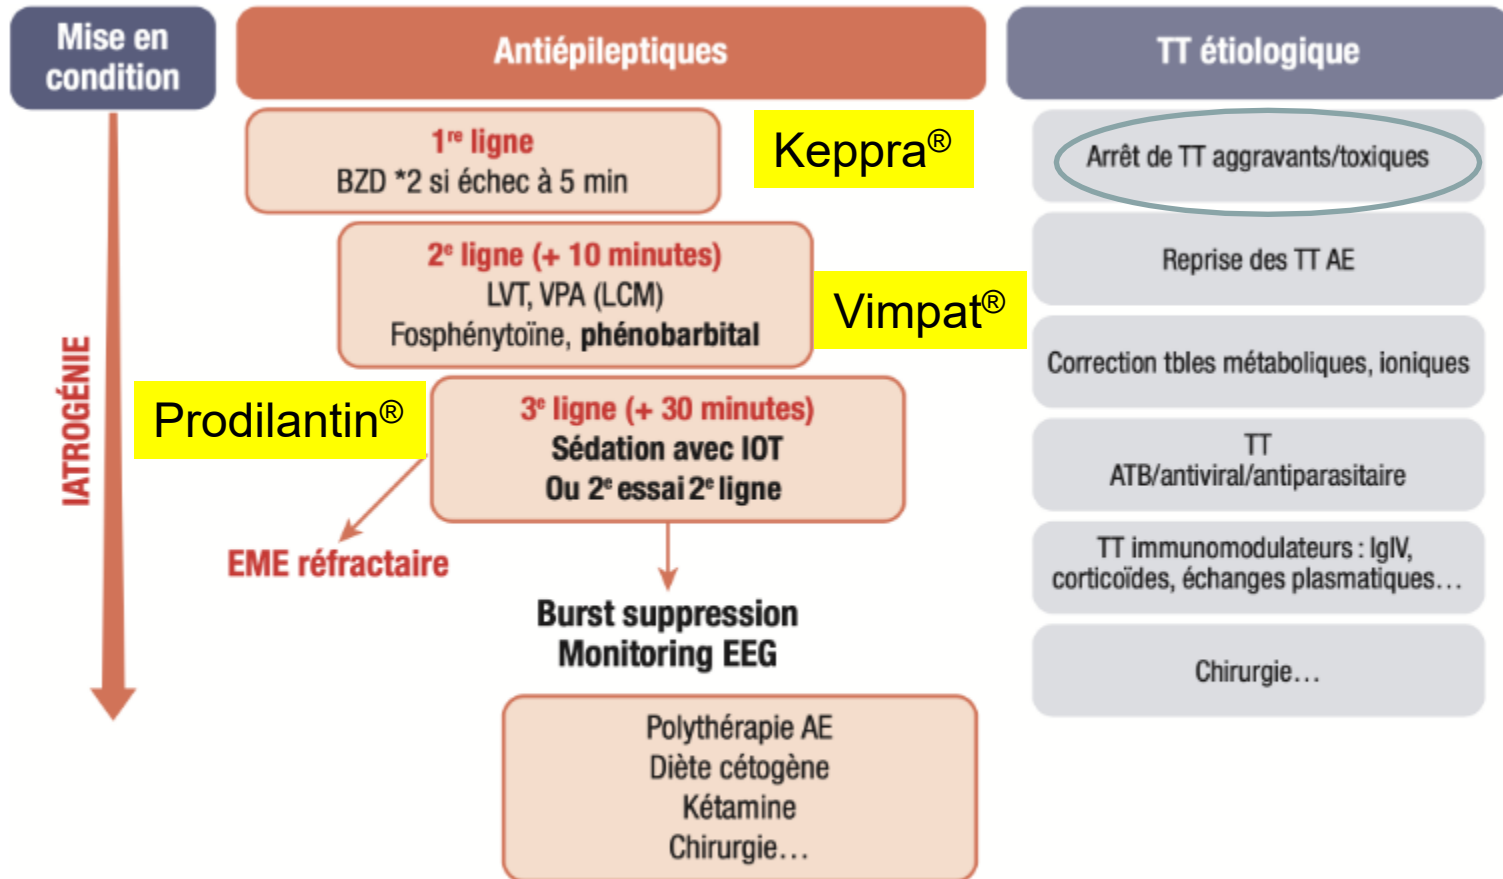 Mise en
condition
Antiépileptiques
TT étiologique
1re ligne
BZD *2 si échec à 5 min
Keppra®
Arrêt de TT aggravants/toxiques
2e ligne (+ 10 minutes)
LVT, VPA (LCM)
Fosphénytoïne, phénobarbital
Vimpat®
Reprise des TT AE
Correction tbles métaboliques, ioniques
IATROGÉNIE
Prodilantin®
3e ligne (+ 30 minutes)
Sédation avec IOT
Ou 2e essai 2e ligne
TT
ATB/antiviral/antiparasitaire
EME réfractaire
TT immunomodulateurs : IgIV,
corticoïdes, échanges plasmatiques…
Burst suppression
Monitoring EEG
Chirurgie…
Polythérapie AE
Diète cétogène
Kétamine
Chirurgie…